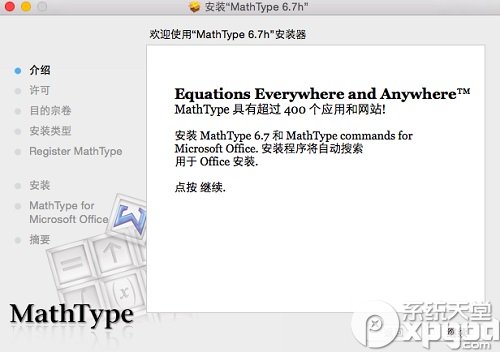 安装“MathType 6.7h”
欢迎使用“MathType 6.7h”安装器
介绍
许可
目的宗卷
安装类型
Register MathType
安装
MathType for
Microsoft Office
摘要
Equations Everywhere and Anywhere™
MathType 具有超过 400 个应用和网站!
安装 MathType 6.7 和 MathType commands for
Microsoft Office. 安装程序将自动搜索
用于 Office 安装.
点按 继续.
MathType
系统天堂